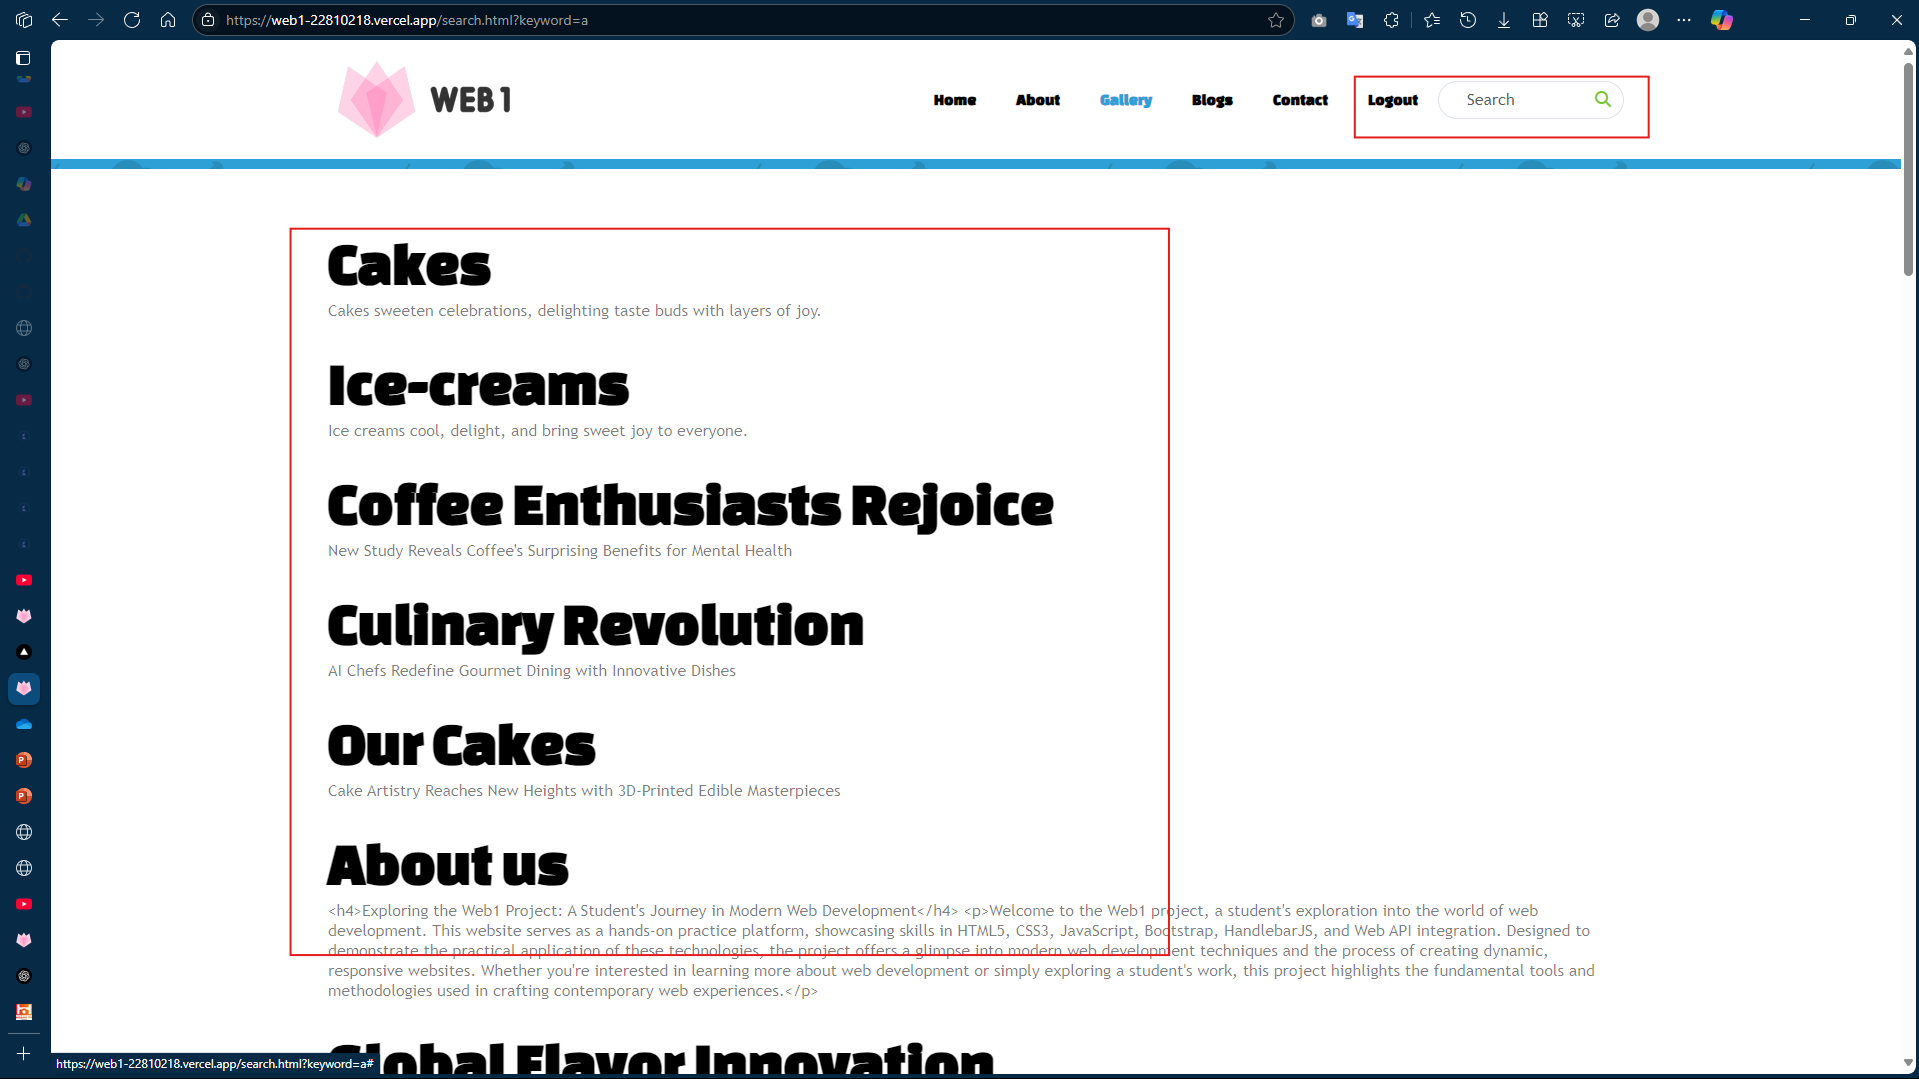 https://web1-22810218.vercel.app/search.html?keyword=a
WEB1
Home
About
Gallery
Blogs
Contact
Logout
Search
Cakes
Cakes sweeten celebrations, delighting taste buds with layers of joy.
Ice-creams
Ice creams cool, delight, and bring sweet joy to everyone.
Coffee Enthusiasts Rejoice
New Study Reveals Coffee's Surprising Benefits for Mental Health
Culinary Revolution
AI Chefs Redefine Gourmet Dining with Innovative Dishes
Our Cakes
Cake Artistry Reaches New Heights with 3D-Printed Edible Masterpieces
About us
<h4>Exploring the Web1 Project: A Student's Journey in Modern Web Development</h4> <p>Welcome to the Web1 project, a student's exploration into the world of web
development. This website serves as a hands-on practice platform, showcasing skills in HTML5, CSS3, JavaScript, Bootstrap, HandlebarJS, and Web API integration. Designed to
demonstrate the practical application of these technologies, the project offers a glimpse into modern web development techniques and the process of creating dynamic,
responsive websites. Whether you're interested in learning more about web development or simply exploring a student's work, this project highlights the fundamental tools and
methodologies used in crafting contemporary web experiences.</p>
Global Flavor Innovation
https://web1-22810218.vercel.app/search.html?keyword=a#